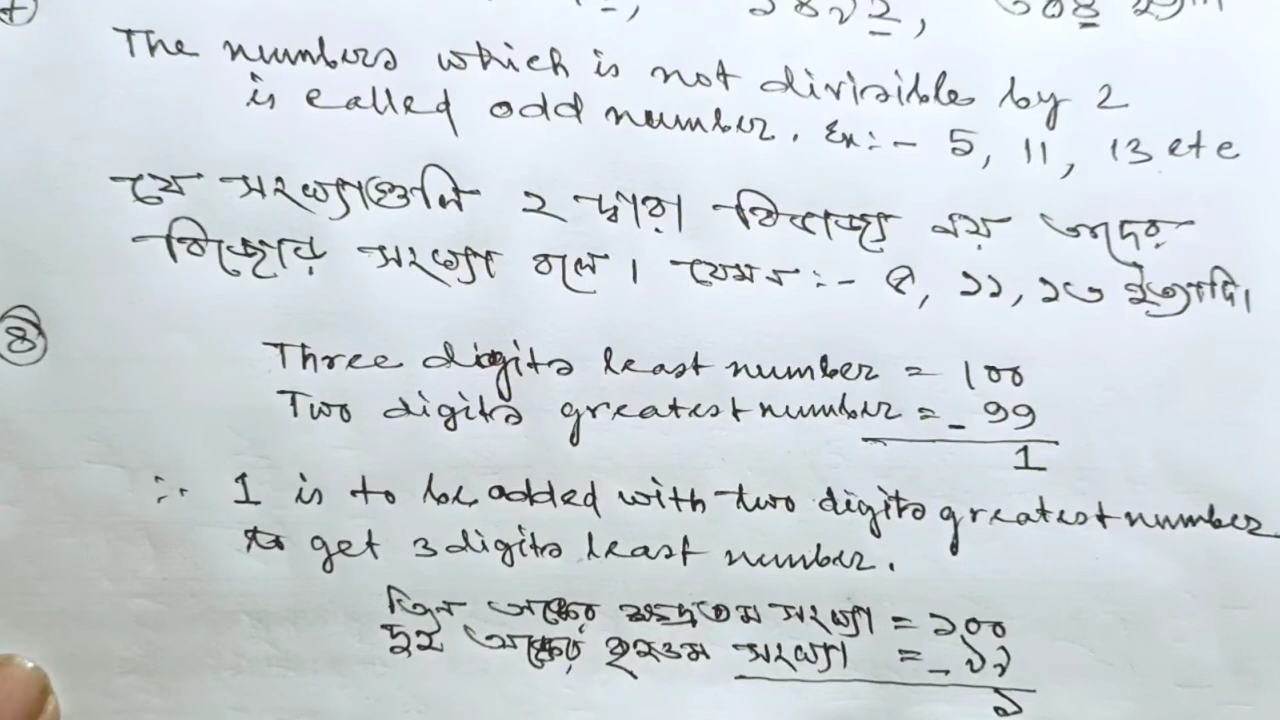 The numbers which is not divisible by 2
is called odd number. Ex:- 5, 11, 13 etc
যে সংখ্যাগুলি ২ দ্বারা বিভাজ্য নয় তাদের
বিজোড় সংখ্যা বলে। যেমন:- ৫, ১১, ১৩ ইত্যাদি।
8
Three digits least number = 100
Two digits greatest number = - 99
1
∴ 1 is to be added with two digits greatest number
to get 3 digits least number.
তিন অঙ্কের ক্ষুদ্রতম সংখ্যা = ১০০
দুই অঙ্কের বৃহত্তম সংখ্যা = - ৯৯
১